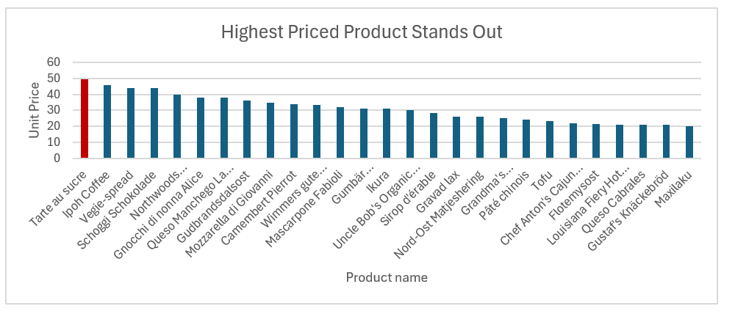 Highest Priced Product Stands Out
60
50
40
30
20
10
0
Unit Price
Tarte au sucre
Ipoh Coffee
Vegie-spread
Schoggi Schokolade
Northwoods...
Gnocchi di nonna Alice
Queso Manchego La...
Gudbrandsdalsost
Mozzarella di Giovanni
Camembert Pierrot
Wimmers gute...
Mascarpone Fabioli
Gumbär...
Ikura
Uncle Bob's Organic...
Sirop d'érable
Gravad lax
Nord-Ost Matjeshering
Grandma's...
Pâté chinois
Tofu
Chef Anton's Cajun...
Flotemysost
Louisiana Fiery Hot...
Queso Cabrales
Gustaf's Knäckebröd
Maxilaku
Product name